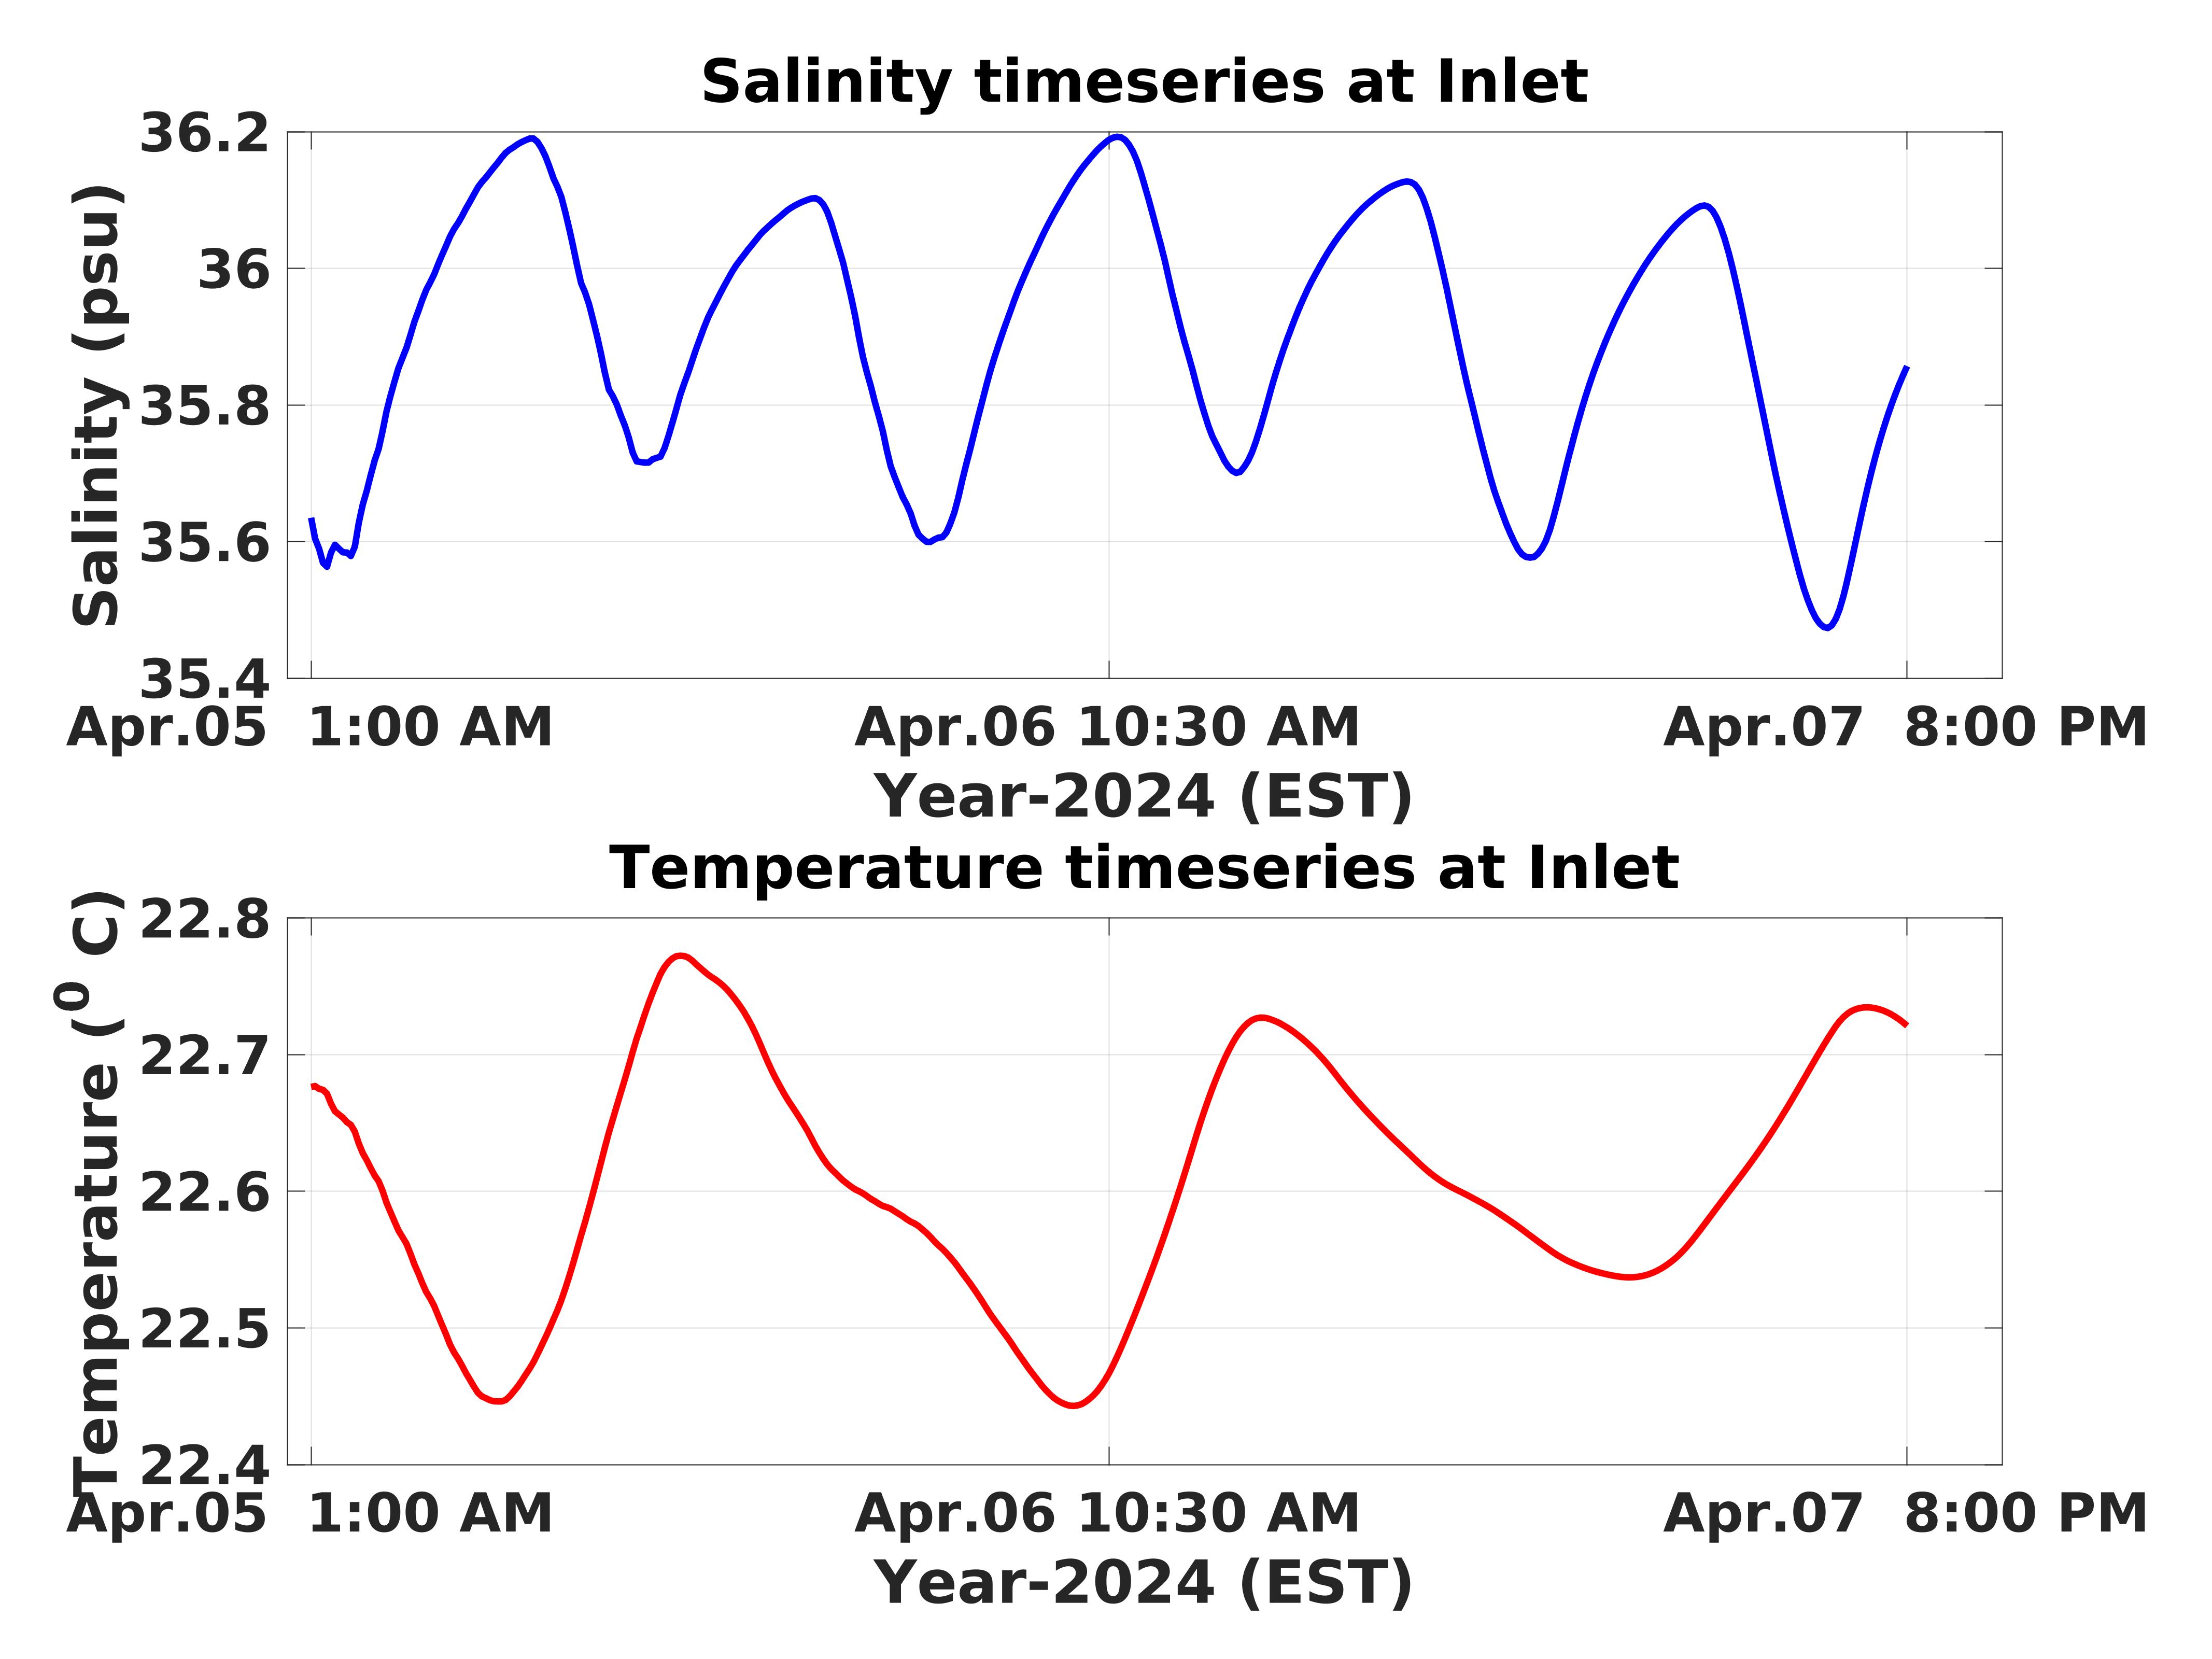 Salinity timeseries at Inlet
Salinity (psu)
36.2
36
35.8
35.6
35.4
Apr.05 1:00 AM
Apr.06 10:30 AM
Apr.07 8:00 PM
Year-2024 (EST)
Temperature timeseries at Inlet
Temperature (⁰ C)
22.8
22.7
22.6
22.5
22.4
Apr.05 1:00 AM
Apr.06 10:30 AM
Apr.07 8:00 PM
Year-2024 (EST)